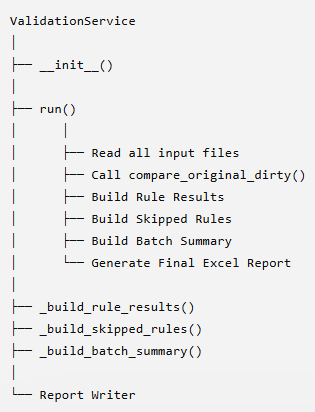 ValidationService
│
├── __init__()
│
├── run()
│      │
│      ├── Read all input files
│      ├── Call compare_original_dirty()
│      ├── Build Rule Results
│      ├── Build Skipped Rules
│      ├── Build Batch Summary
│      └── Generate Final Excel Report
│
├── _build_rule_results()
├── _build_skipped_rules()
├── _build_batch_summary()
│
└── Report Writer